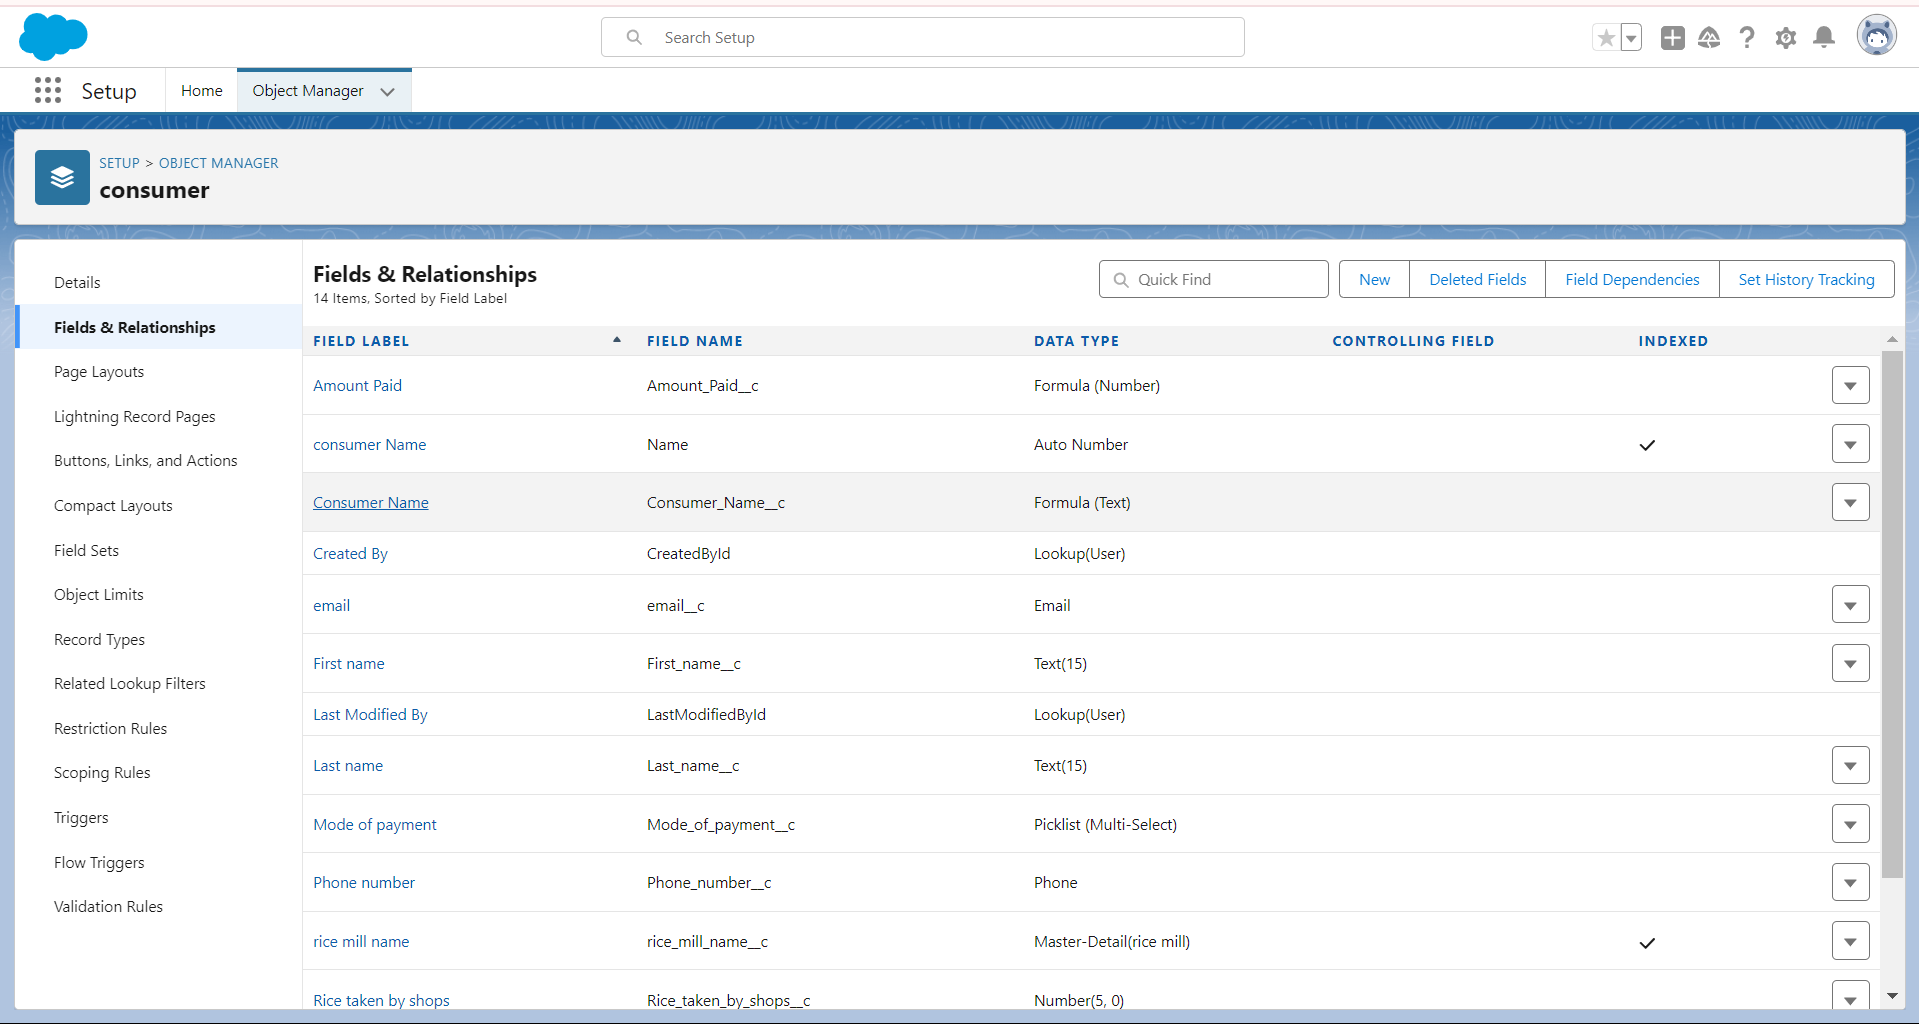 Search Setup
Setup
Home
Object Manager
SETUP > OBJECT MANAGER
consumer
Details
Fields & Relationships
Page Layouts
Lightning Record Pages
Buttons, Links, and Actions
Compact Layouts
Field Sets
Object Limits
Record Types
Related Lookup Filters
Restriction Rules
Scoping Rules
Triggers
Flow Triggers
Validation Rules
Fields & Relationships
14 Items, Sorted by Field Label
Quick Find
New
Deleted Fields
Field Dependencies
Set History Tracking
FIELD LABEL FIELD NAME DATA TYPE CONTROLLING FIELD INDEXED
Amount Paid Amount_Paid__c Formula (Number)
consumer Name Name Auto Number
Consumer Name Consumer_Name__c Formula (Text)
Created By CreatedById Lookup(User)
email email__c Email
First name First_name__c Text(15)
Last Modified By LastModifiedById Lookup(User)
Last name Last_name__c Text(15)
Mode of payment Mode_of_payment__c Picklist (Multi-Select)
Phone number Phone_number__c Phone
rice mill name rice_mill_name__c Master-Detail(rice mill)
Rice taken by shops Rice_taken_by_shops__c Number(5, 0)